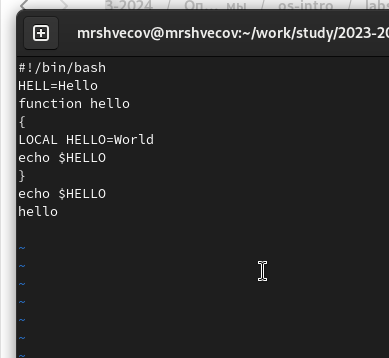 3-2024 / Оп... мы / os-intro / lab
mrshvecov@mrshvecov:~/work/study/2023-20
#!/bin/bash
HELL=Hello
function hello
{
LOCAL HELLO=World
echo $HELLO
}
echo $HELLO
hello
~
~
~
~
~
~
~